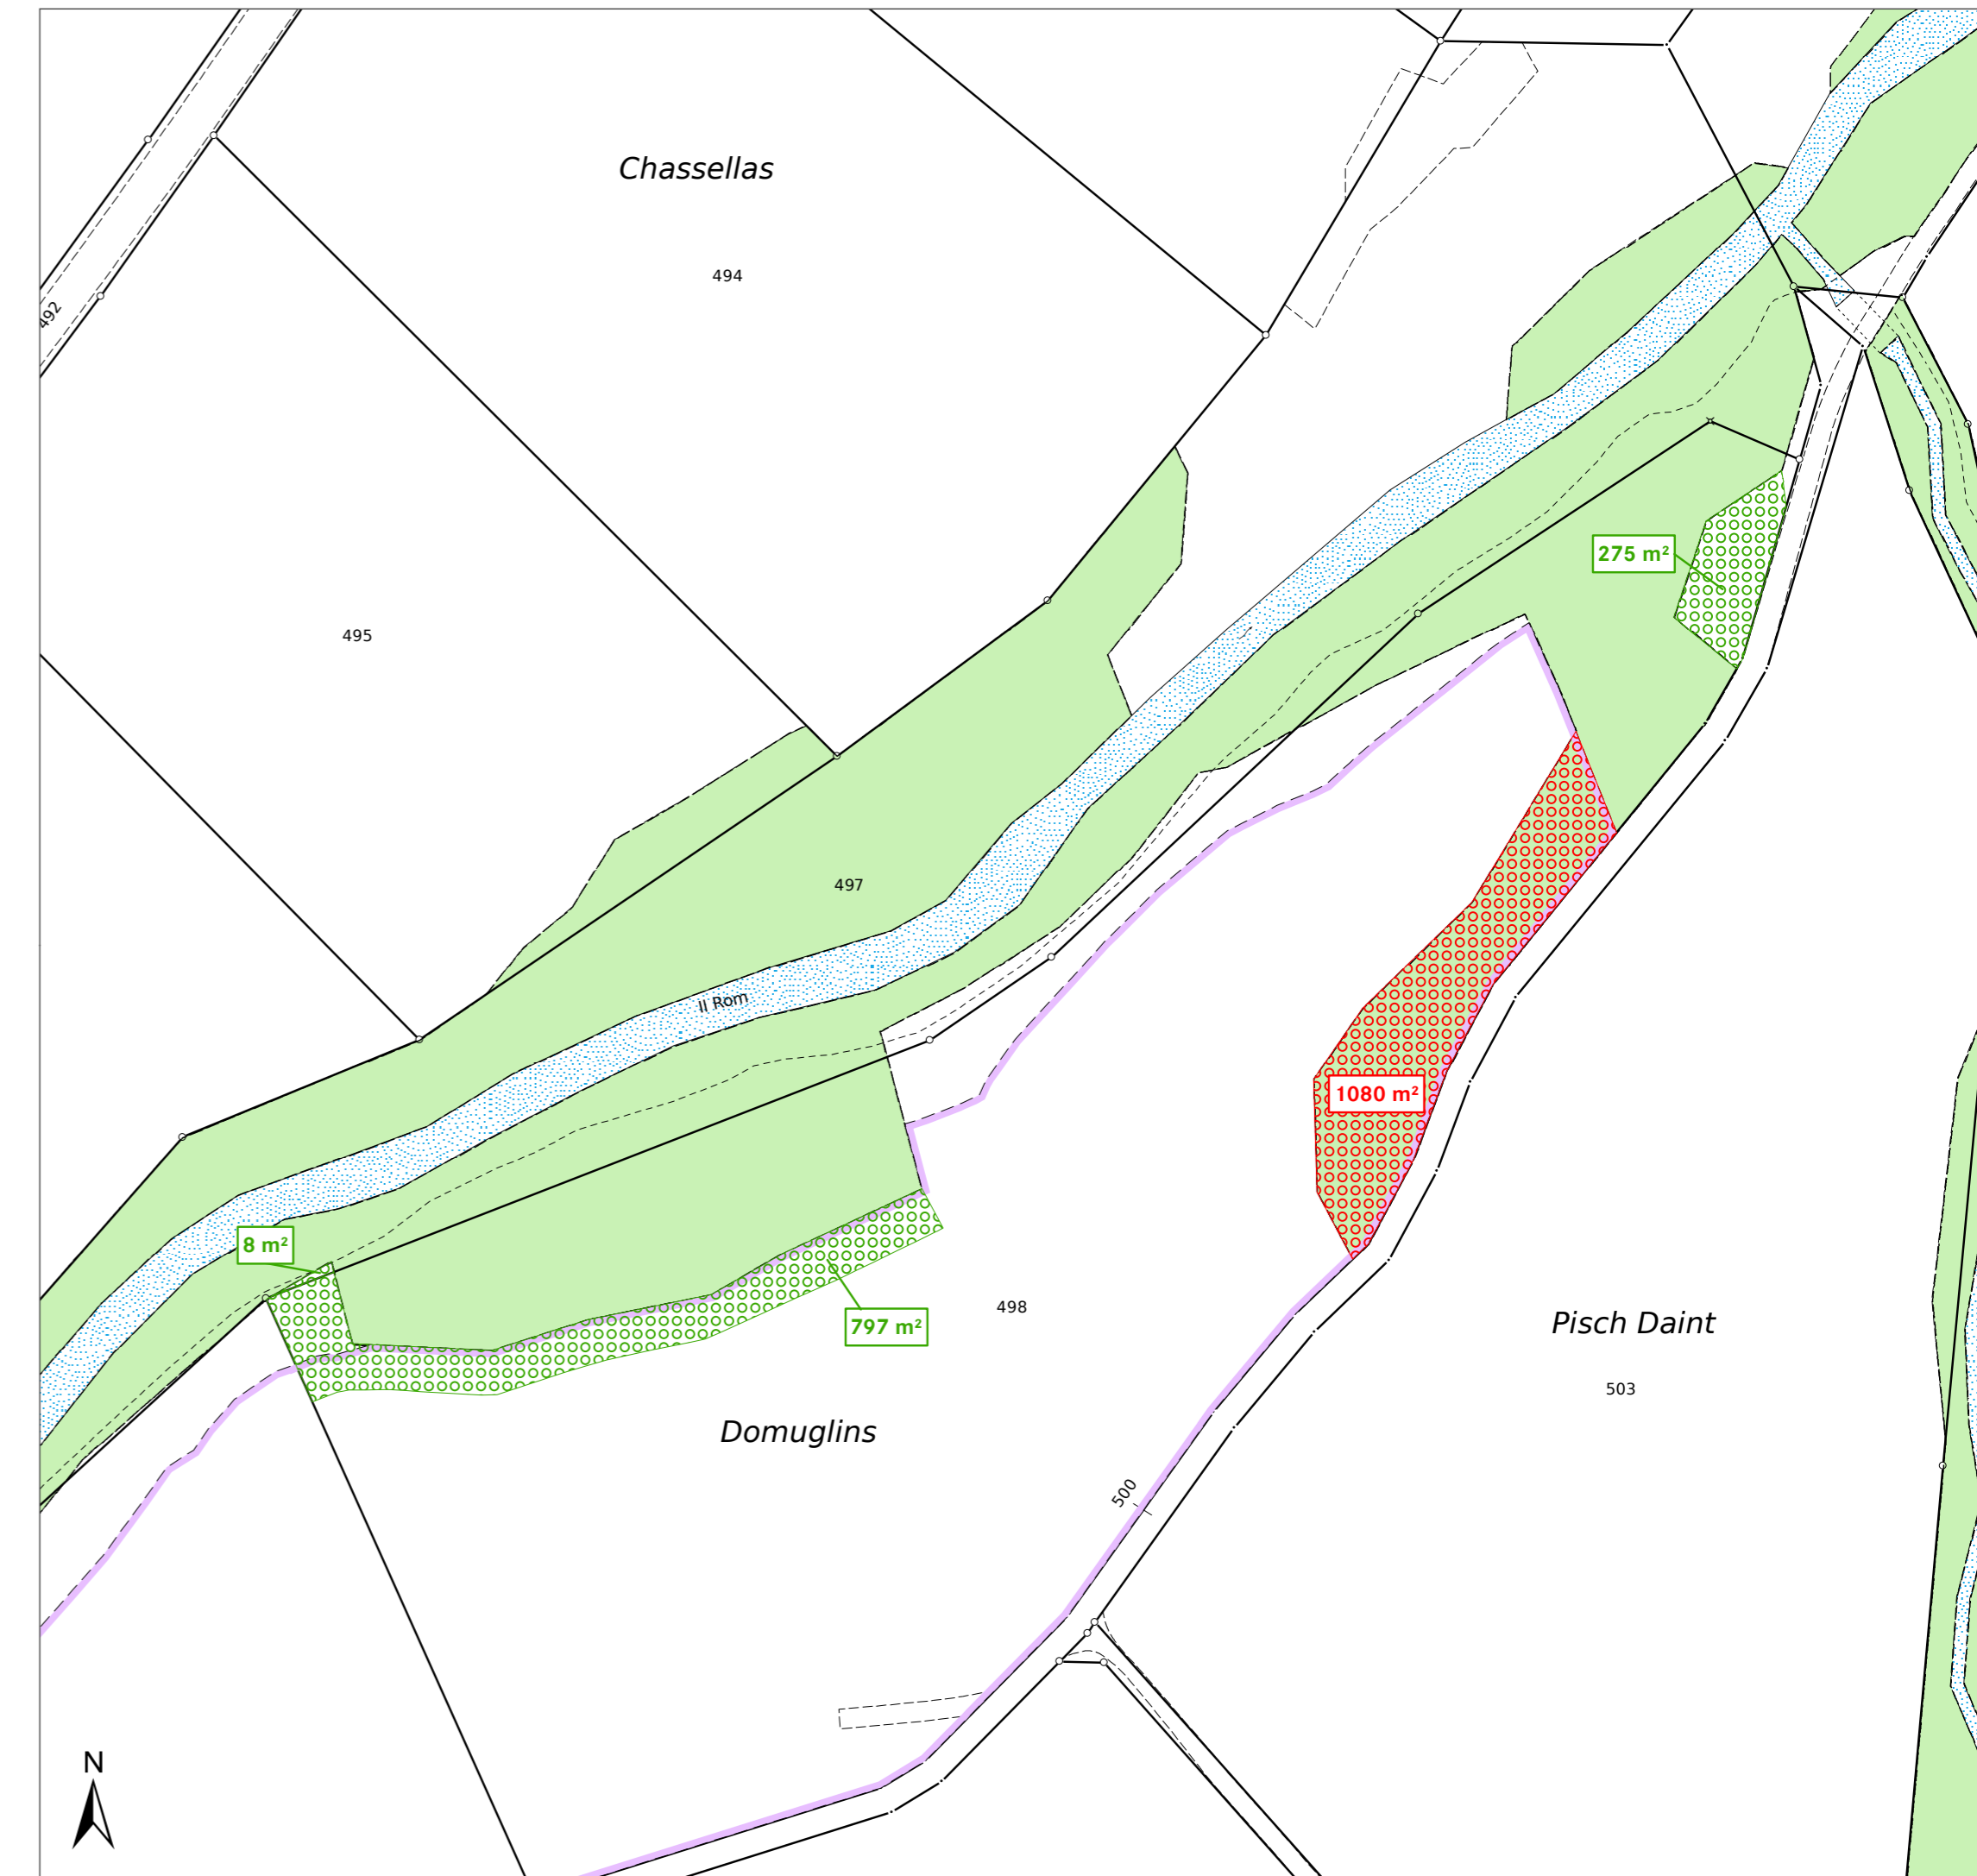 Chassellas
494
492
275 m²
495
497
Il Rom
1080 m²
8 m²
797 m²
498
Pisch Daint
503
Domuglins
500
N